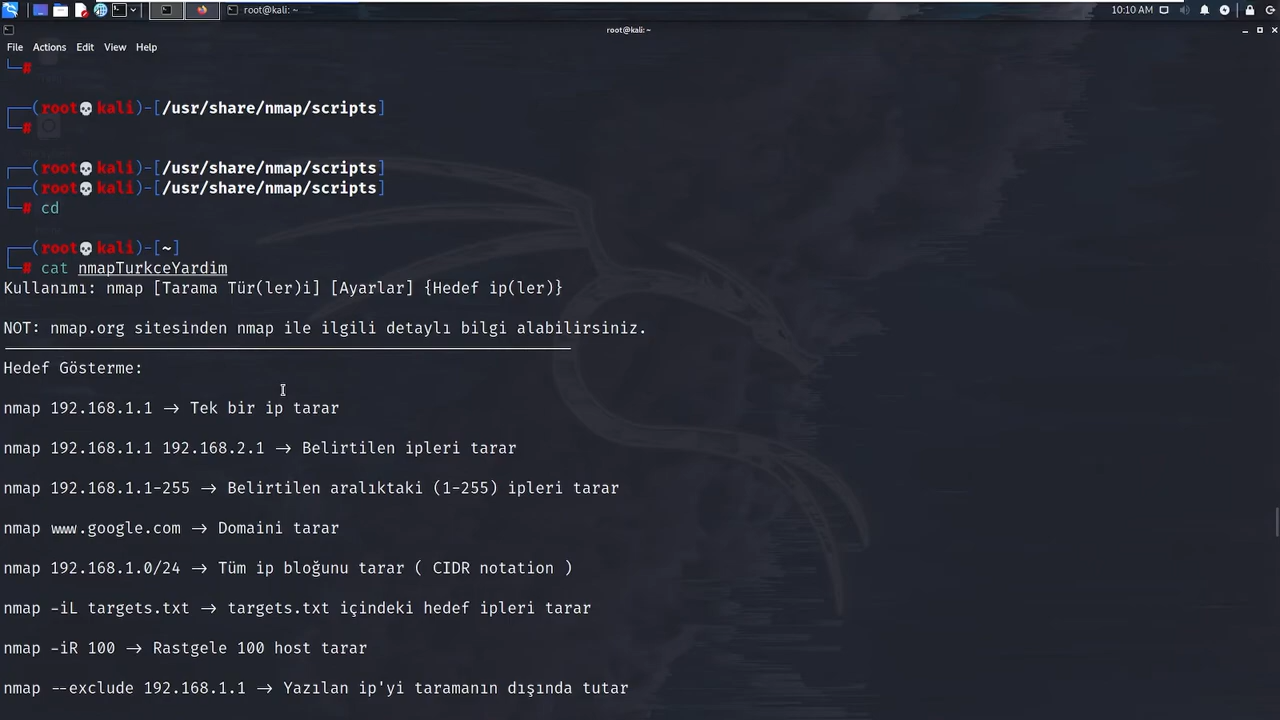 root@kali: ~
10:10 AM
root@kali: ~
File Actions Edit View Help
└─#
┌──(root💀kali)-[/usr/share/nmap/scripts]
└─#
┌──(root💀kali)-[/usr/share/nmap/scripts]
┌──(root💀kali)-[/usr/share/nmap/scripts]
└─# cd
┌──(root💀kali)-[~]
└─# cat nmapTurkceYardim
Kullanımı: nmap [Tarama Tür(ler)i] [Ayarlar] {Hedef ip(ler)}
NOT: nmap.org sitesinden nmap ile ilgili detaylı bilgi alabilirsiniz.
Hedef Gösterme:
nmap 192.168.1.1 → Tek bir ip tarar
nmap 192.168.1.1 192.168.2.1 → Belirtilen ipleri tarar
nmap 192.168.1.1-255 → Belirtilen aralıktaki (1-255) ipleri tarar
nmap www.google.com → Domaini tarar
nmap 192.168.1.0/24 → Tüm ip bloğunu tarar ( CIDR notation )
nmap -iL targets.txt → targets.txt içindeki hedef ipleri tarar
nmap -iR 100 → Rastgele 100 host tarar
nmap --exclude 192.168.1.1 → Yazılan ip'yi taramanın dışında tutar